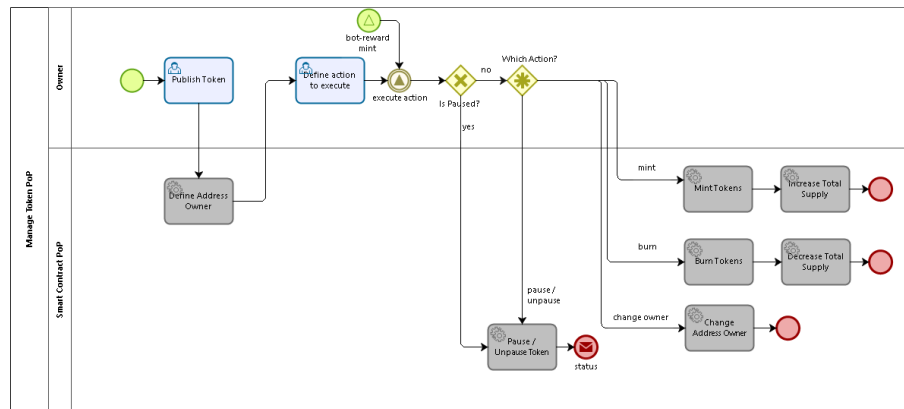 Manage Token PoP
Owner
Smart Contract PoP
bot-reward
mint
Which Action?
Publish Token
Define action
to execute
execute action
Is Paused?
no
yes
Define Address
Owner
mint
Mint Tokens
Increase Total
Supply
burn
Burn Tokens
Decrease Total
Supply
pause /
unpause
change owner
Change
Address Owner
Pause /
Unpause Token
status